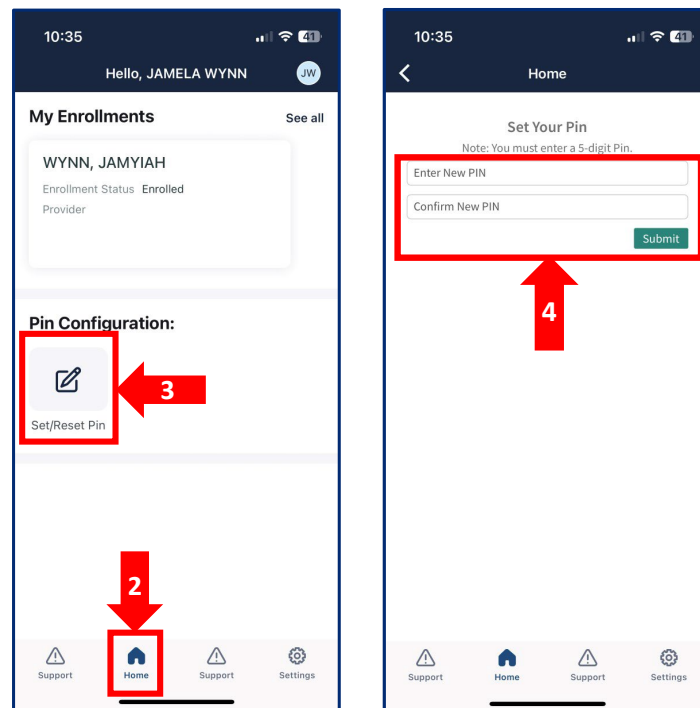 10:35
41
Hello, JAMELA WYNN
JW
My Enrollments
See all
WYNN, JAMYIAH
Enrollment Status Enrolled
Provider
Pin Configuration:
3
Set/Reset Pin
2
Support
Home
Support
Settings
10:35
41
Home
Set Your Pin
Note: You must enter a 5-digit Pin.
Enter New PIN
Confirm New PIN
Submit
4
Support
Home
Support
Settings